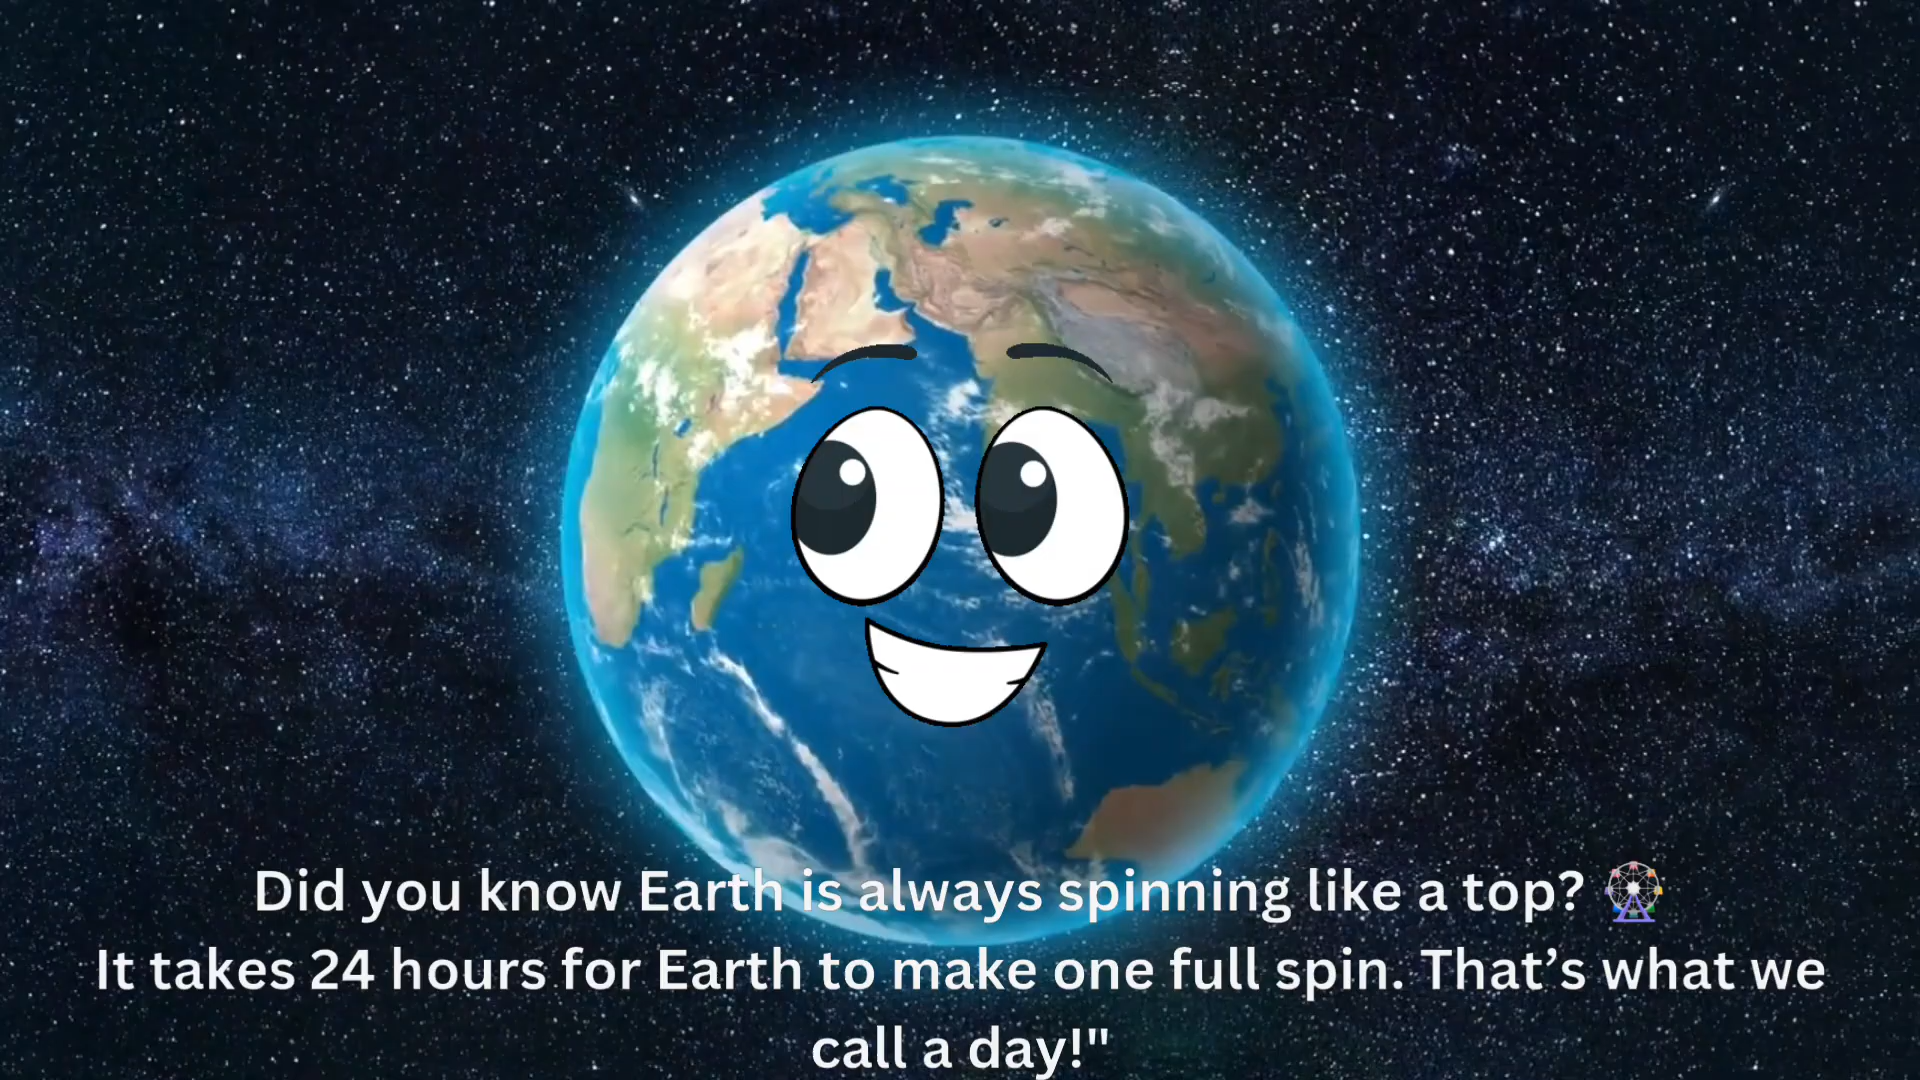 Did you know Earth is always spinning like a top? 🎡
It takes 24 hours for Earth to make one full spin. That’s what we
call a day!"